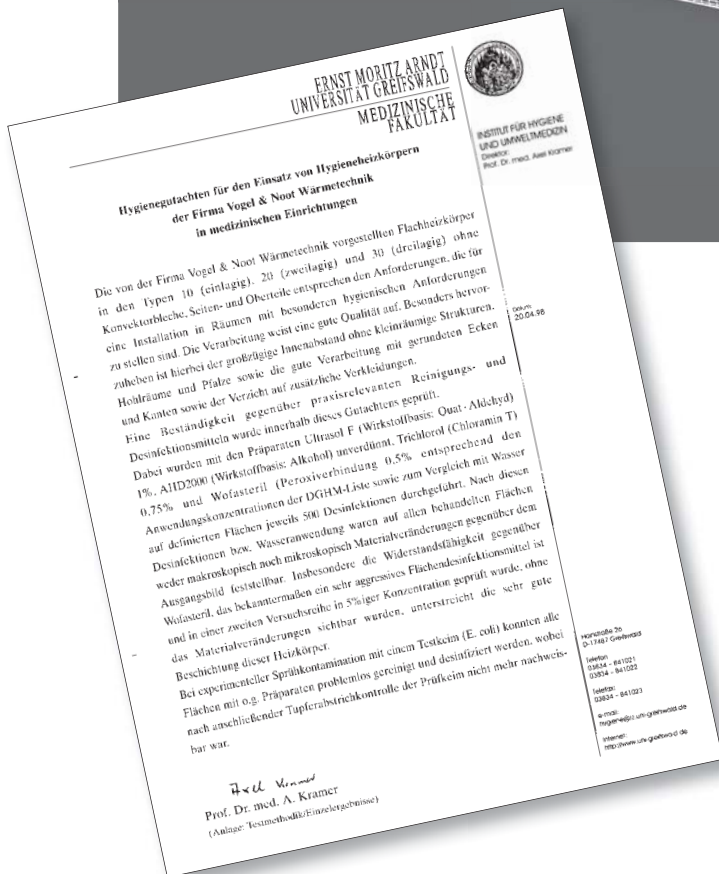 ERNST MORITZ ARNDT
UNIVERSITÄT GREIFSWALD
MEDIZINISCHE
FAKULTÄT
INSTITUT FÜR HYGIENE
UND UMWELTMEDIZIN
Direktor:
Prof. Dr. med. Axel Kramer
Hygienegutachten für den Einsatz von Hygieneheizkörpern
der Firma Vogel & Noot Wärmetechnik
in medizinischen Einrichtungen
Die von der Firma Vogel & Noot Wärmetechnik vorgestellten Flachheizkörper
in den Typen 10 (einlagig), 20 (zweilagig) und 30 (dreilagig) ohne
Konvektorbleche, Seiten- und Oberteile entsprechen den Anforderungen, die für
eine Installation in Räumen mit besonderen hygienischen Anforderungen
zu stellen sind. Die Verarbeitung weist eine gute Qualität auf. Besonders hervor-
zuheben ist hierbei der großzügige Innenabstand ohne kleinräumige Strukturen,
Hohlräume und Pfalze sowie die gute Verarbeitung mit gerundeten Ecken
und Kanten sowie der Verzicht auf zusätzliche Verkleidungen.
Eine Beständigkeit gegenüber praxisrelevanten Reinigungs- und
Desinfektionsmitteln wurde innerhalb dieses Gutachtens geprüft.
Dabei wurden mit den Präparaten Ultrasol F (Wirkstoffbasis: Quat-Aldehyd)
1%, AHD2000 (Wirkstoffbasis: Alkohol) unverdünnt, Trichlorol (Chloramin T)
0,75% und Wofasteril (Peroxiverbindung 0,5% entsprechend den
Anwendungskonzentrationen der DGHM-Liste sowie zum Vergleich mit Wasser
auf definierten Flächen jeweils 500 Desinfektionen durchgeführt. Nach diesen
Desinfektionen bzw. Wasseranwendung waren auf allen behandelten Flächen
weder makroskopisch noch mikroskopisch Materialveränderungen gegenüber dem
Ausgangsbild feststellbar. Insbesondere die Widerstandsfähigkeit gegenüber
Wofasteril, das bekanntermaßen ein sehr aggressives Flächendesinfektionsmittel ist
und in einer zweiten Versuchsreihe in 5%iger Konzentration geprüft wurde, ohne
das Materialveränderungen sichtbar wurden, unterstreicht die sehr gute
Beschichtung dieser Heizkörper.
Bei experimenteller Sprühkontamination mit einem Testkeim (E. coli) konnten alle
Flächen mit o.g. Präparaten problemlos gereinigt und desinfiziert werden, wobei
nach anschließender Tupferabstrichkontrolle der Prüfkeim nicht mehr nachweis-
bar war.
Axel Kramer
Prof. Dr. med. A. Kramer
(Anlage: Testmethodik/Einzelergebnisse)
Datum
20.04.98
Hainstraße 26
D-17487 Greifswald
Telefon
03834 - 841021
03834 - 841022
Telefax:
03834 - 841023
e-mail:
Internet:
http://www.uni-greifswald.de